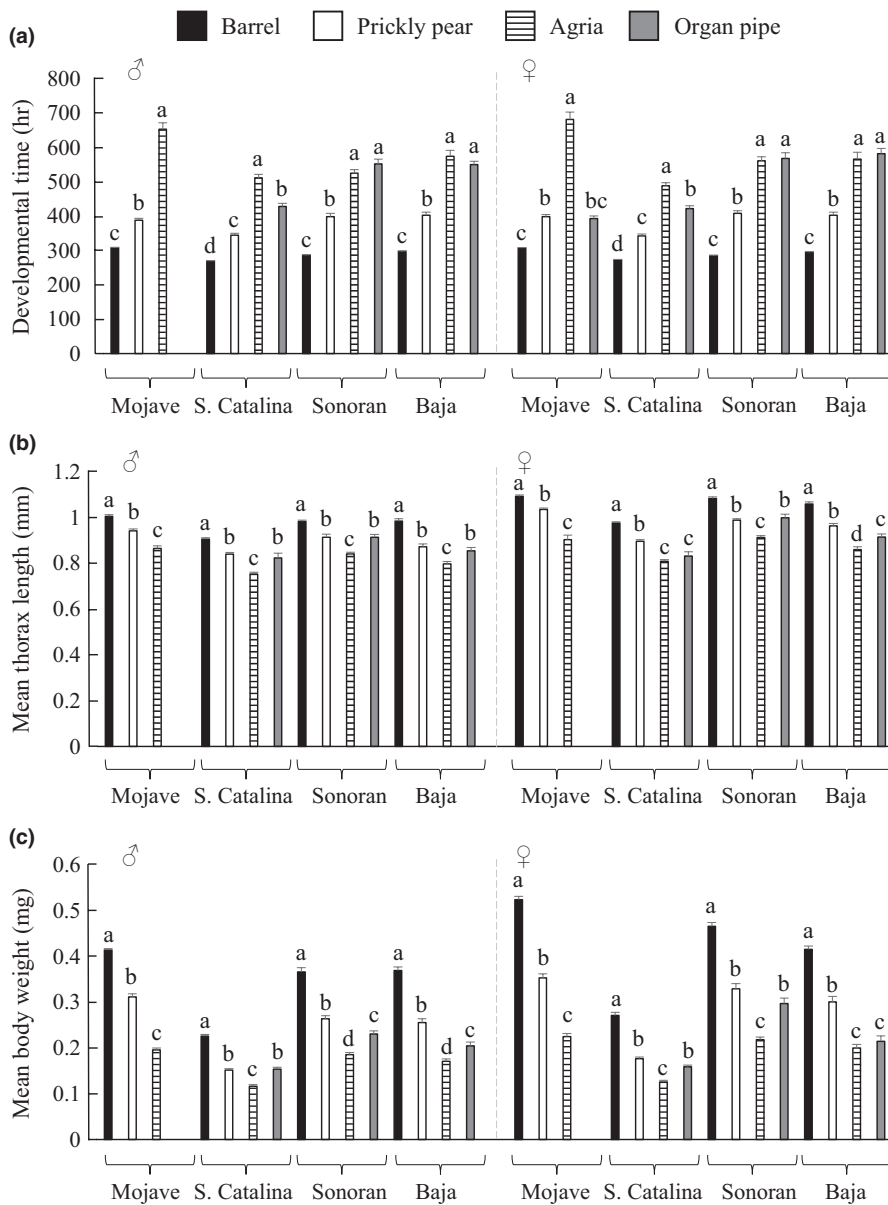 Barrel Prickly pear Agria Organ pipe
(a)
♂ ♀
Developmental time (hr)
800
700
600
500
400
300
200
100
0
c b a d c a b c b a a c b a a c b a bc d c a b c b a a c b a a
Mojave S. Catalina Sonoran Baja Mojave S. Catalina Sonoran Baja
(b)
♂ ♀
Mean thorax length (mm)
1.2
1
0.8
0.6
0.4
0.2
0
a b c a b c b a b c b a b c b a b c a b c c a b c b a b d c
Mojave S. Catalina Sonoran Baja Mojave S. Catalina Sonoran Baja
(c)
♂ ♀
Mean body weight (mg)
0.6
0.5
0.4
0.3
0.2
0.1
0
a b c a b c b a b d c a b d c a b c a b c b a b c b a b c c
Mojave S. Catalina Sonoran Baja Mojave S. Catalina Sonoran Baja